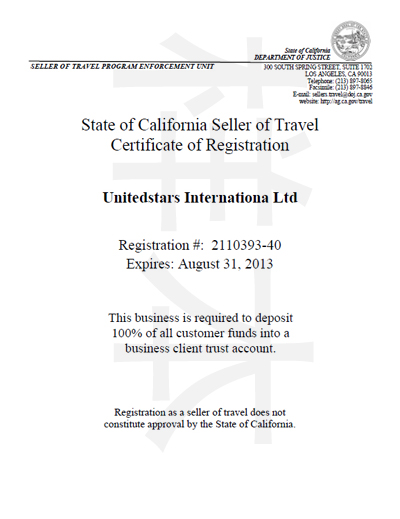 State of California
DEPARTMENT OF JUSTICE
SELLER OF TRAVEL PROGRAM ENFORCEMENT UNIT
300 SOUTH SPRING STREET, SUITE 1702
LOS ANGELES, CA 90013
Telephone: (213) 897-8065
Facsimile: (213) 897-8846
E-mail: sellers.travel@doj.ca.gov
website: http://ag.ca.gov/travel
State of California Seller of Travel
Certificate of Registration
Unitedstars Internationa Ltd
Registration #: 2110393-40
Expires: August 31, 2013
This business is required to deposit
100% of all customer funds into a
business client trust account.
Registration as a seller of travel does not
constitute approval by the State of California.